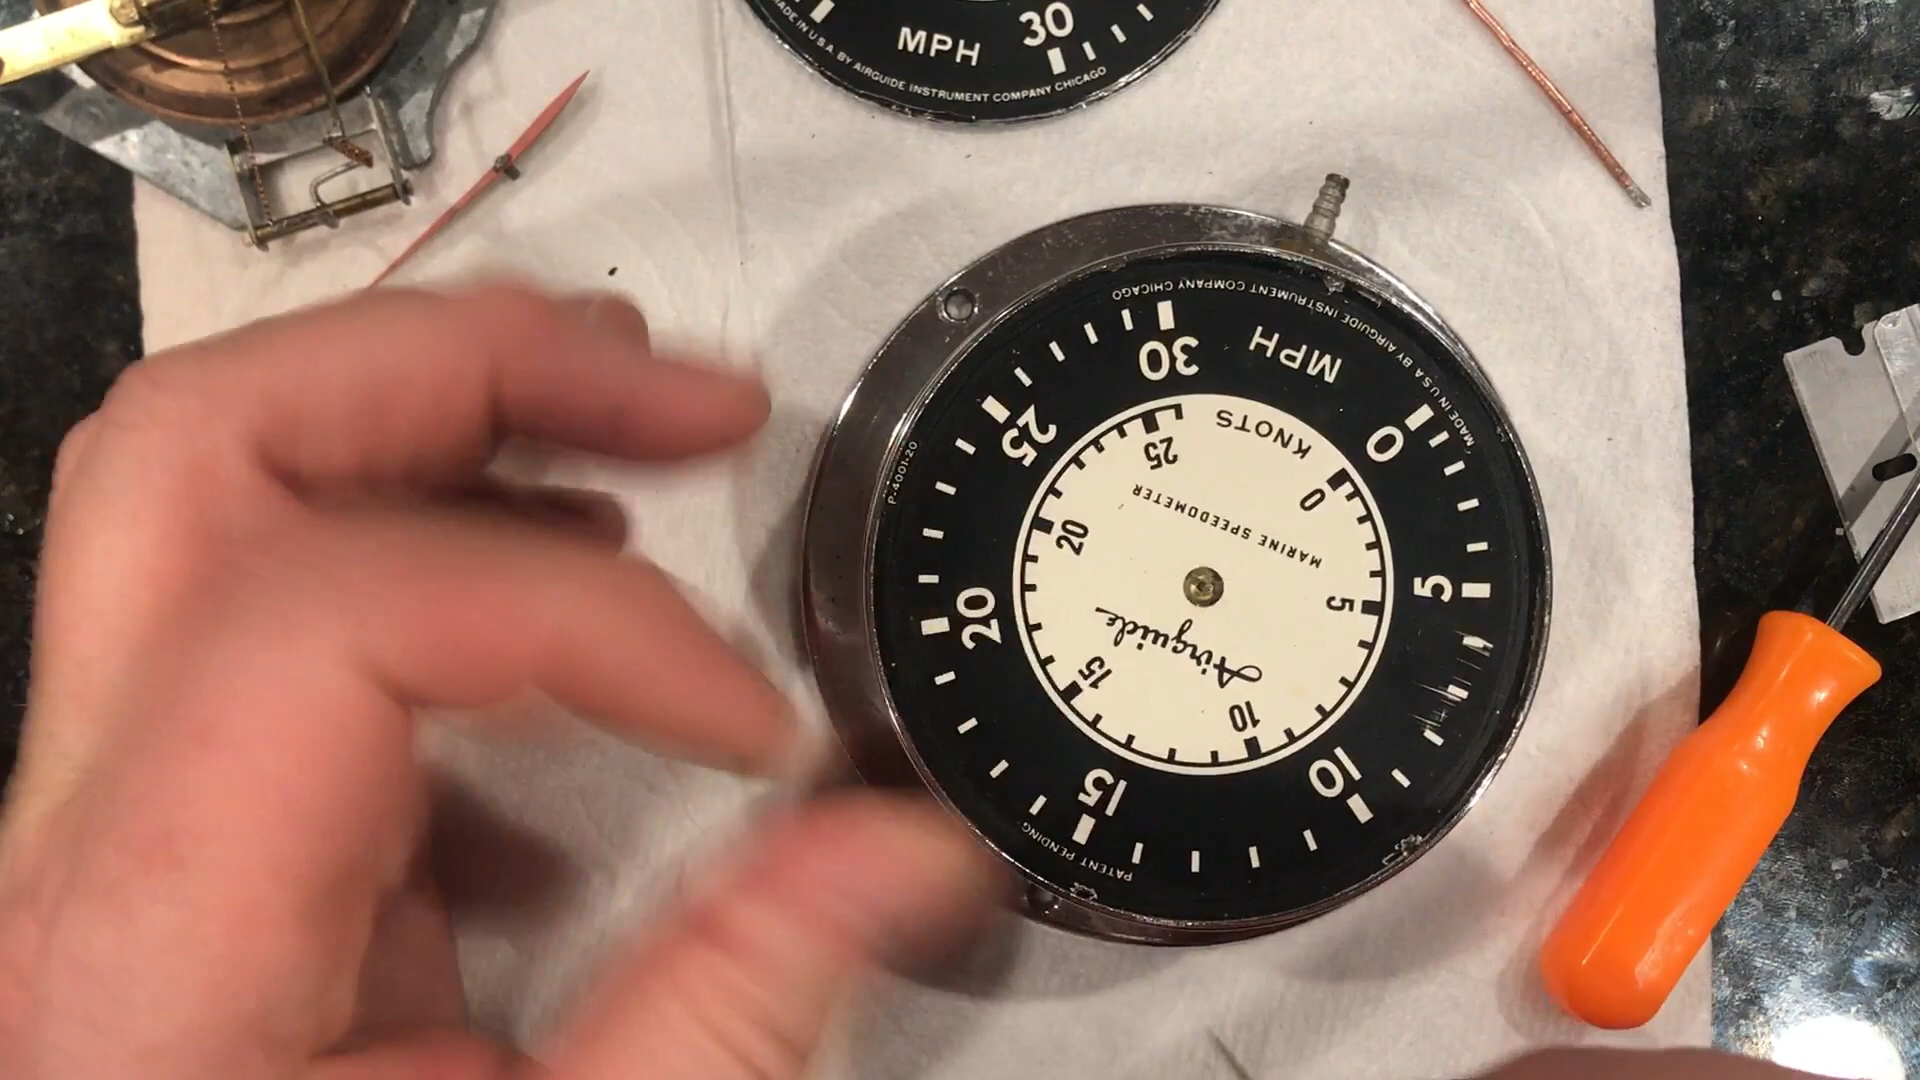 MPH
30
MADE IN U.S.A. BY AIRGUIDE INSTRUMENT COMPANY CHICAGO
MADE IN U.S.A. BY AIRGUIDE INSTRUMENT COMPANY CHICAGO
MPH
0
5
10
15
20
25
30
KNOTS
0
5
10
15
20
25
MARINE SPEEDOMETER
Airguide
PATENT PENDING
P-4001-20